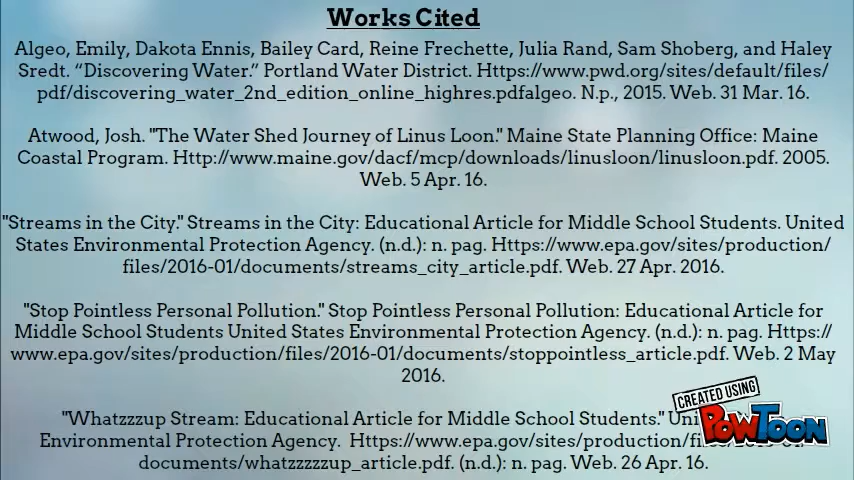 Works Cited
Algeo, Emily, Dakota Ennis, Bailey Card, Reine Frechette, Julia Rand, Sam Shoberg, and Haley
Sredt. “Discovering Water.” Portland Water District. Https://www.pwd.org/sites/default/files/
pdf/discovering_water_2nd_edition_online_highres.pdfalgeo. N.p., 2015. Web. 31 Mar. 16.
Atwood, Josh. "The Water Shed Journey of Linus Loon." Maine State Planning Office: Maine
Coastal Program. Http://www.maine.gov/dacf/mcp/downloads/linusloon/linusloon.pdf. 2005.
Web. 5 Apr. 16.
"Streams in the City." Streams in the City: Educational Article for Middle School Students. United
States Environmental Protection Agency. (n.d.): n. pag. Https://www.epa.gov/sites/production/
files/2016-01/documents/streams_city_article.pdf. Web. 27 Apr. 2016.
"Stop Pointless Personal Pollution." Stop Pointless Personal Pollution: Educational Article for
Middle School Students United States Environmental Protection Agency. (n.d.): n. pag. Https://
www.epa.gov/sites/production/files/2016-01/documents/stoppointless_article.pdf. Web. 2 May
2016.
"Whatzzzup Stream: Educational Article for Middle School Students."
Environmental Protection Agency. Https://www.epa.gov/sites/production/
documents/whatzzzzzup_article.pdf. (n.d.): n. pag. Web. 26 Apr. 16.
CREATED USING
POWTOON